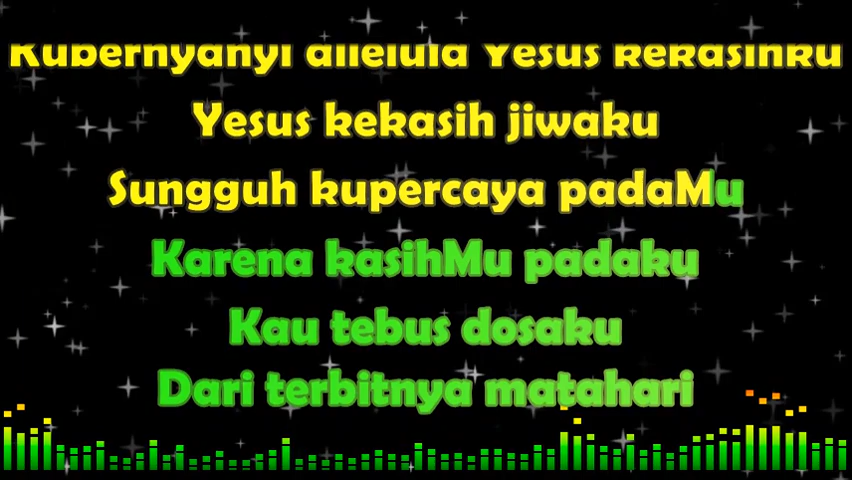 Kubernyanyi alleluia Yesus kekasihku
Yesus kekasih jiwaku
Sungguh kupercaya padaMu
Karena kasihMu padaku
Kau tebus dosaku
Dari terbitnya matahari